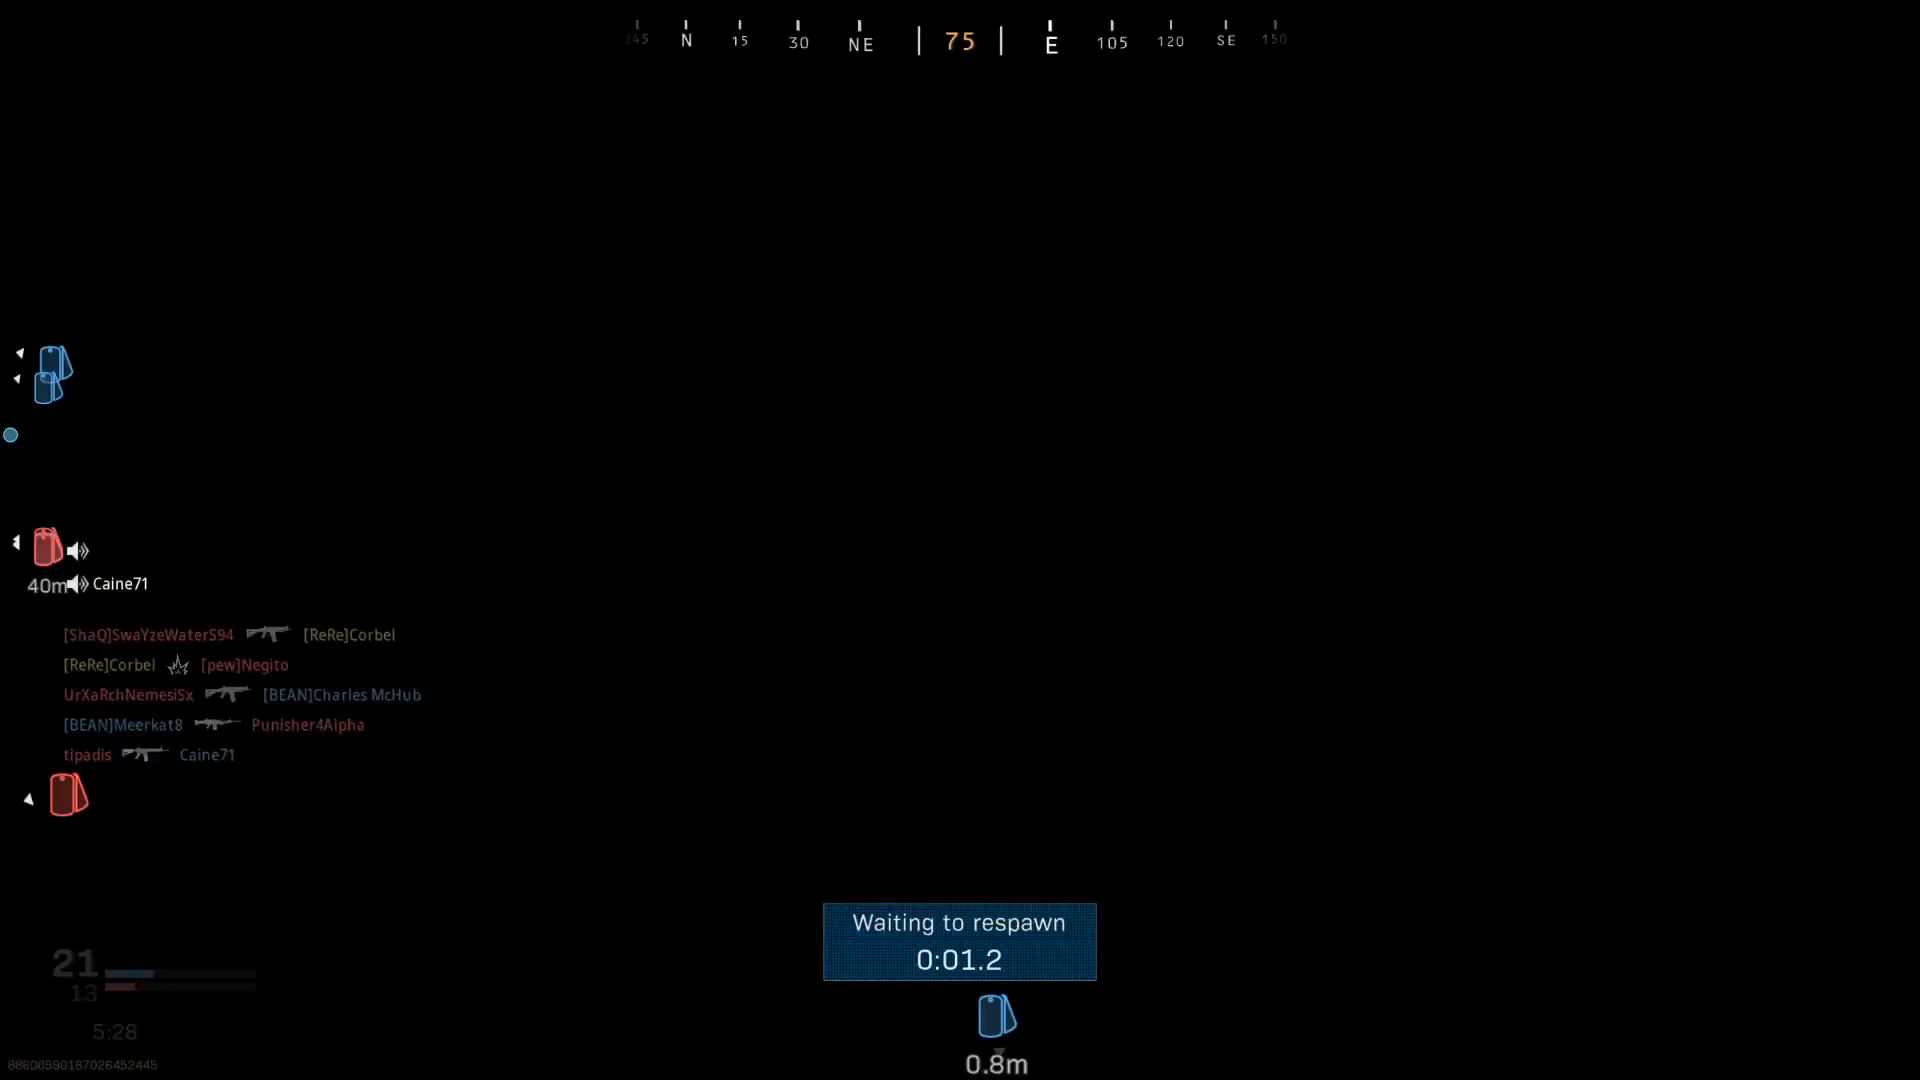 345 N 15 30 NE 75 E 105 120 SE 150
40m Caine71
[ShaQ]SwaYzeWaterS94 [ReRe]Corbel
[ReRe]Corbel [pew]Negito
UrXaRchNemesiSx [BEAN]Charles McHub
[BEAN]Meerkat8 Punisher4Alpha
tipadis Caine71
Waiting to respawn
0:01.2
21
13
5:28
0.8m
88600590167026452445